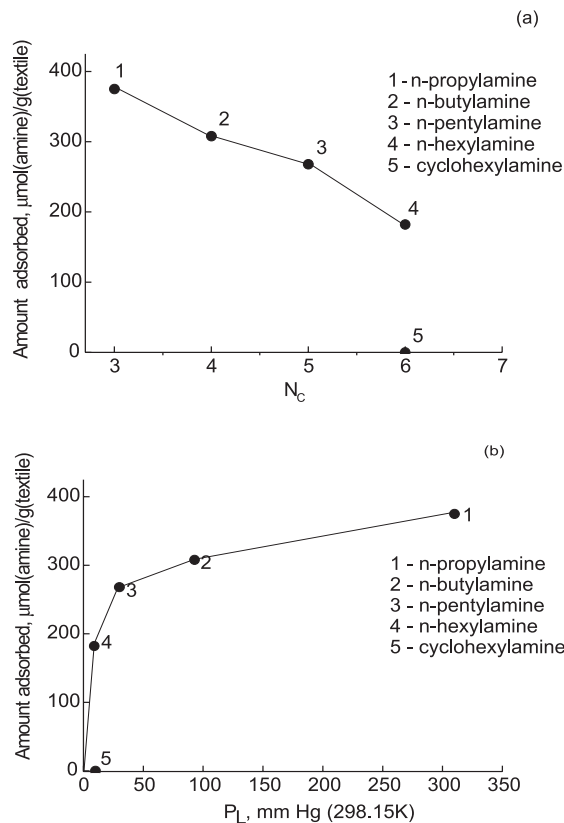 (a)
400
300
200
100
0
Amount adsorbed, μmol(amine)/g(textile)
1
2
3
4
5
1 - n-propylamine
2 - n-butylamine
3 - n-pentylamine
4 - n-hexylamine
5 - cyclohexylamine
3 4 5 6 7
N_C
(b)
400
300
200
100
0
Amount adsorbed, μmol(amine)/g(textile)
1
2
3
4
5
1 - n-propylamine
2 - n-butylamine
3 - n-pentylamine
4 - n-hexylamine
5 - cyclohexylamine
0 50 100 150 200 250 300 350
P_L, mm Hg (298.15K)